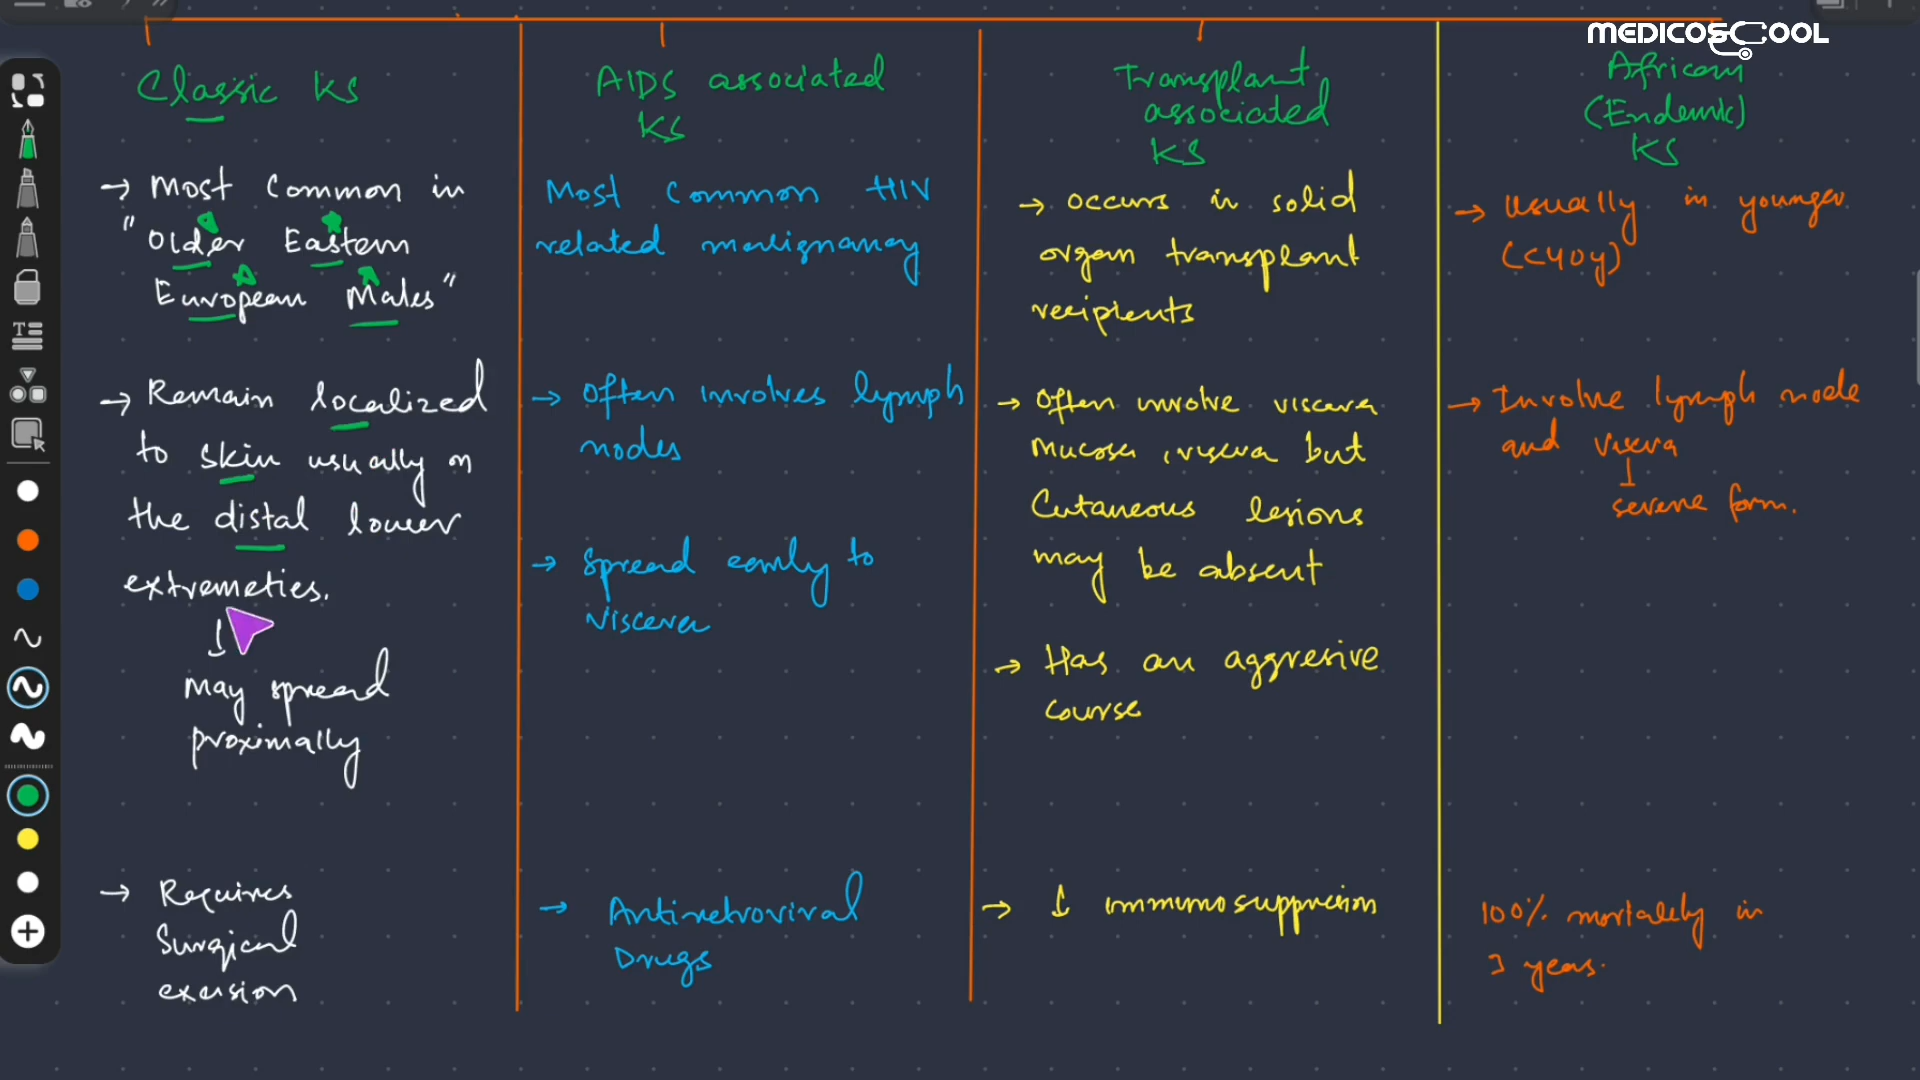 MEDICOSCOOL
Classic KS
→ Most Common in
"Older Eastern
European Males"
→ Remain localized
to skin usually on
the distal lower
extremeties.
↓
May spread
proximally
→ Requires
Surgical
excision
AIDS associated
KS
Most Common HIV
related malignancy
→ Often involves lymph
nodes
→ Spread early to
viscera
→ Antiretroviral
Drugs
Transplant
associated
KS
→ occurs in solid
organ transplant
recipients
→ Often involve viscera
Mucosa, viscera but
Cutaneous lesions
may be absent
→ Has an aggresive
course
→ ↓ immunosuppression
African
(Endemic)
KS
→ Usually in younger
(<40y)
→ Involve lymph node
and viscera
↓
severe form.
100% mortality in
3 years.